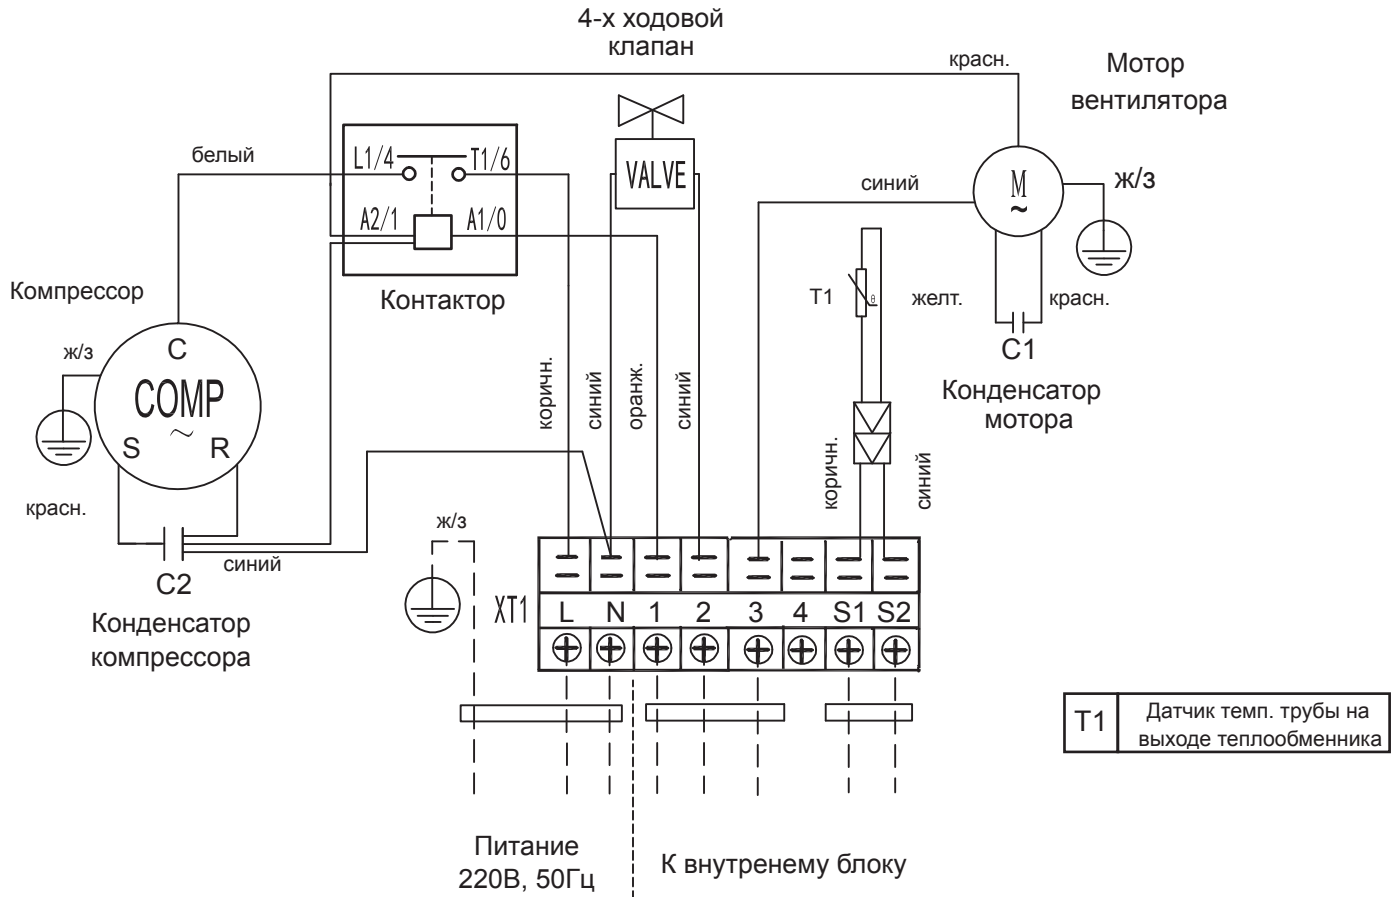 4-х ходовой
клапан
красн.
Мотор
вентилятора
белый
L1/4
T1/6
VALVE
синий
M
~
ж/з
A2/1
A1/0
Компрессор
Контактор
T1
θ
желт.
красн.
ж/з
C
COMP
~
S
R
C1
Конденсатор
мотора
коричн.
синий
оранж.
синий
коричн.
синий
красн.
ж/з
синий
C2
Конденсатор
компрессора
XT1
L N 1 2 3 4 S1 S2
T1
Датчик темп. трубы на
выходе теплообменника
Питание
220В, 50Гц
К внутренему блоку